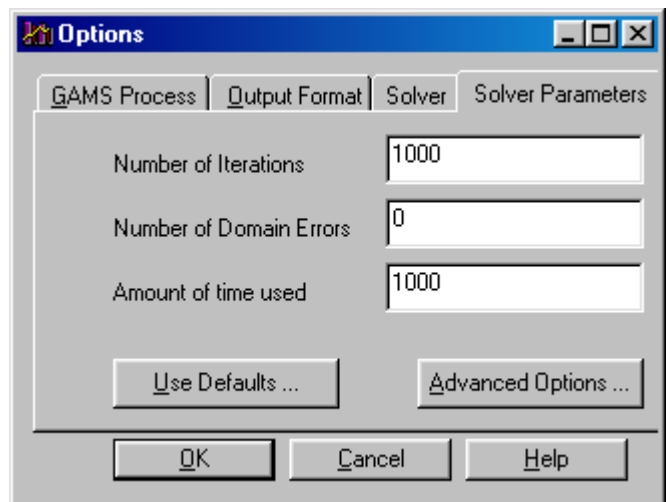 Options
GAMS Process Output Format Solver Solver Parameters
Number of Iterations 1000
Number of Domain Errors 0
Amount of time used 1000
Use Defaults ... Advanced Options ...
OK Cancel Help